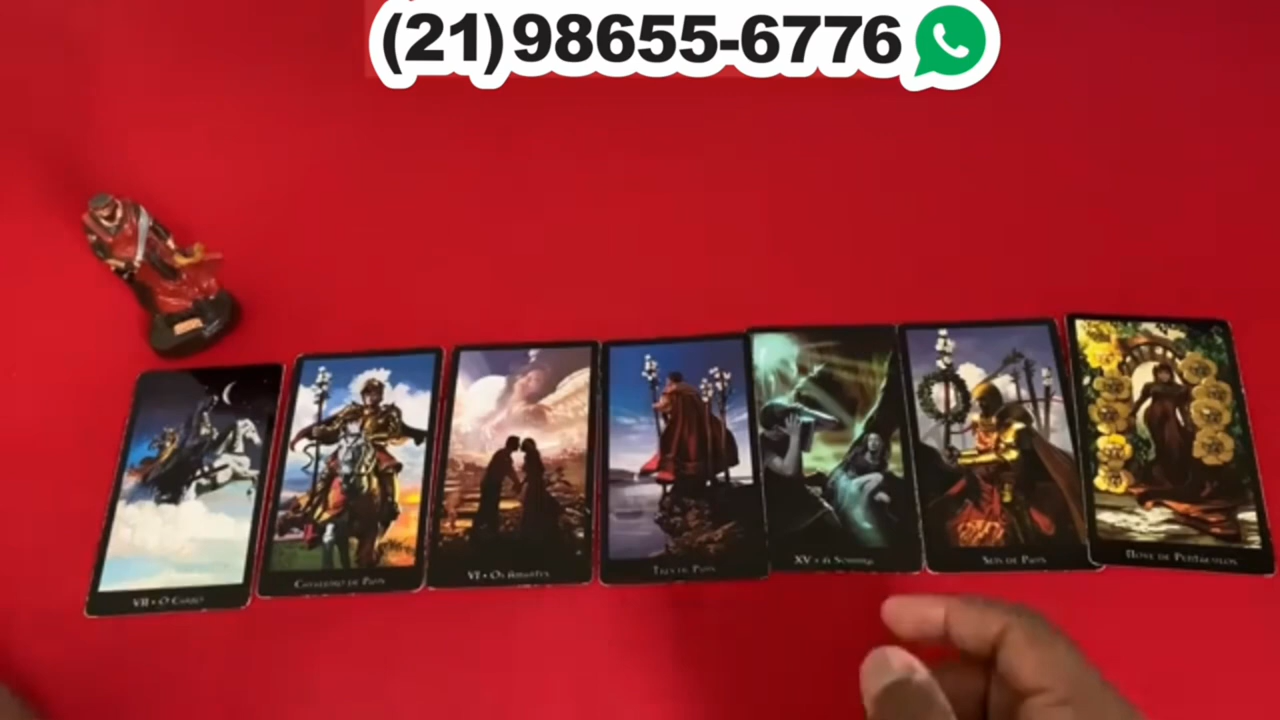 (21)98655-6776
VII • O Carro
Cavaleiro de Paus
VI • Os Amantes
Três de Paus
XV • A Sombra
Seis de Paus
Nove de Pentáculos